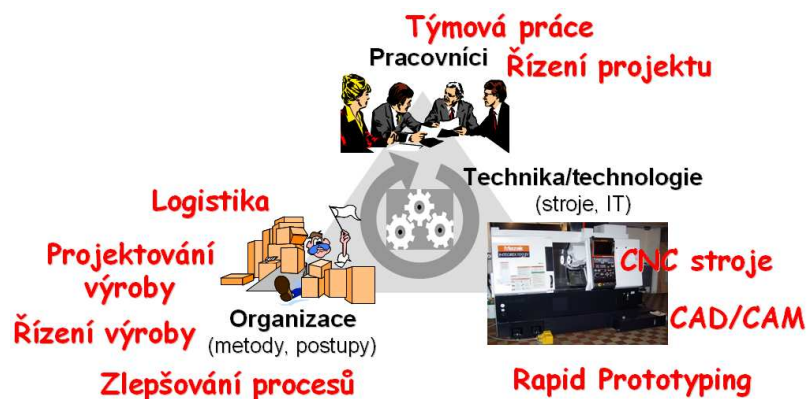 Týmová práce
Pracovníci
Řízení projektu
Technika/technologie
(stroje, IT)
Logistika
Projektování
výroby
CNC stroje
Řízení výroby
Organizace
(metody, postupy)
CAD/CAM
Zlepšování procesů
Rapid Prototyping